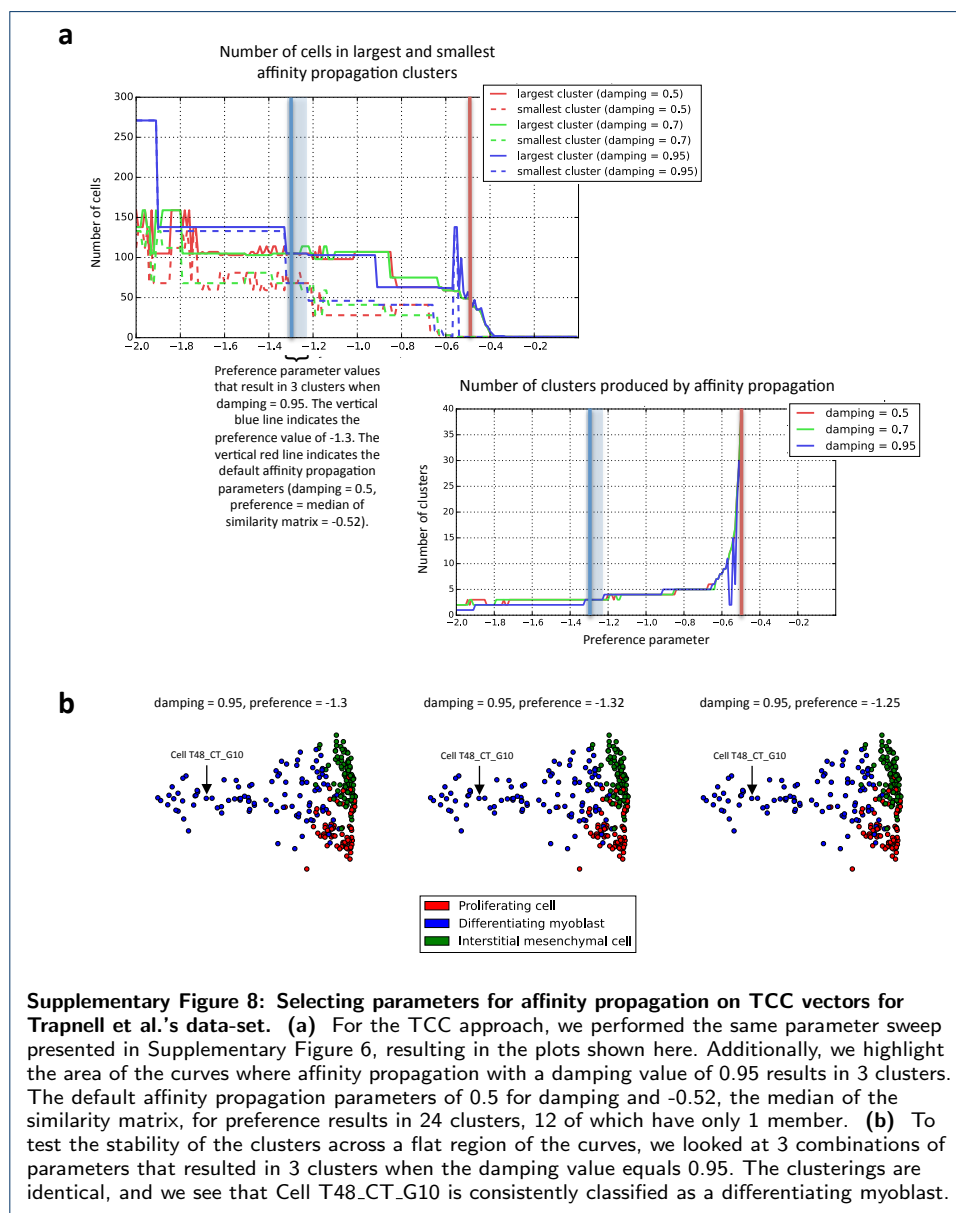 a
Number of cells in largest and smallest
affinity propagation clusters
largest cluster (damping = 0.5)
smallest cluster (damping = 0.5)
largest cluster (damping = 0.7)
smallest cluster (damping = 0.7)
largest cluster (damping = 0.95)
smallest cluster (damping = 0.95)
300
250
200
150
100
50
0
Number of cells
−2.0 −1.8 −1.6 −1.4 −1.2 −1.0 −0.8 −0.6 −0.4 −0.2
Preference parameter values
that result in 3 clusters when
damping = 0.95. The vertical
blue line indicates the
preference value of -1.3. The
vertical red line indicates the
default affinity propagation
parameters (damping = 0.5,
preference = median of
similarity matrix = -0.52).
Number of clusters produced by affinity propagation
damping = 0.5
damping = 0.7
damping = 0.95
40
35
30
25
20
15
10
5
0
Number of clusters
−2.0 −1.8 −1.6 −1.4 −1.2 −1.0 −0.8 −0.6 −0.4 −0.2
Preference parameter
b
damping = 0.95, preference = -1.3
damping = 0.95, preference = -1.32
damping = 0.95, preference = -1.25
Cell T48_CT_G10
Cell T48_CT_G10
Cell T48_CT_G10
Proliferating cell
Differentiating myoblast
Interstitial mesenchymal cell
Supplementary Figure 8: Selecting parameters for affinity propagation on TCC vectors for
Trapnell et al.'s data-set. (a) For the TCC approach, we performed the same parameter sweep
presented in Supplementary Figure 6, resulting in the plots shown here. Additionally, we highlight
the area of the curves where affinity propagation with a damping value of 0.95 results in 3 clusters.
The default affinity propagation parameters of 0.5 for damping and -0.52, the median of the
similarity matrix, for preference results in 24 clusters, 12 of which have only 1 member. (b) To
test the stability of the clusters across a flat region of the curves, we looked at 3 combinations of
parameters that resulted in 3 clusters when the damping value equals 0.95. The clusterings are
identical, and we see that Cell T48_CT_G10 is consistently classified as a differentiating myoblast.